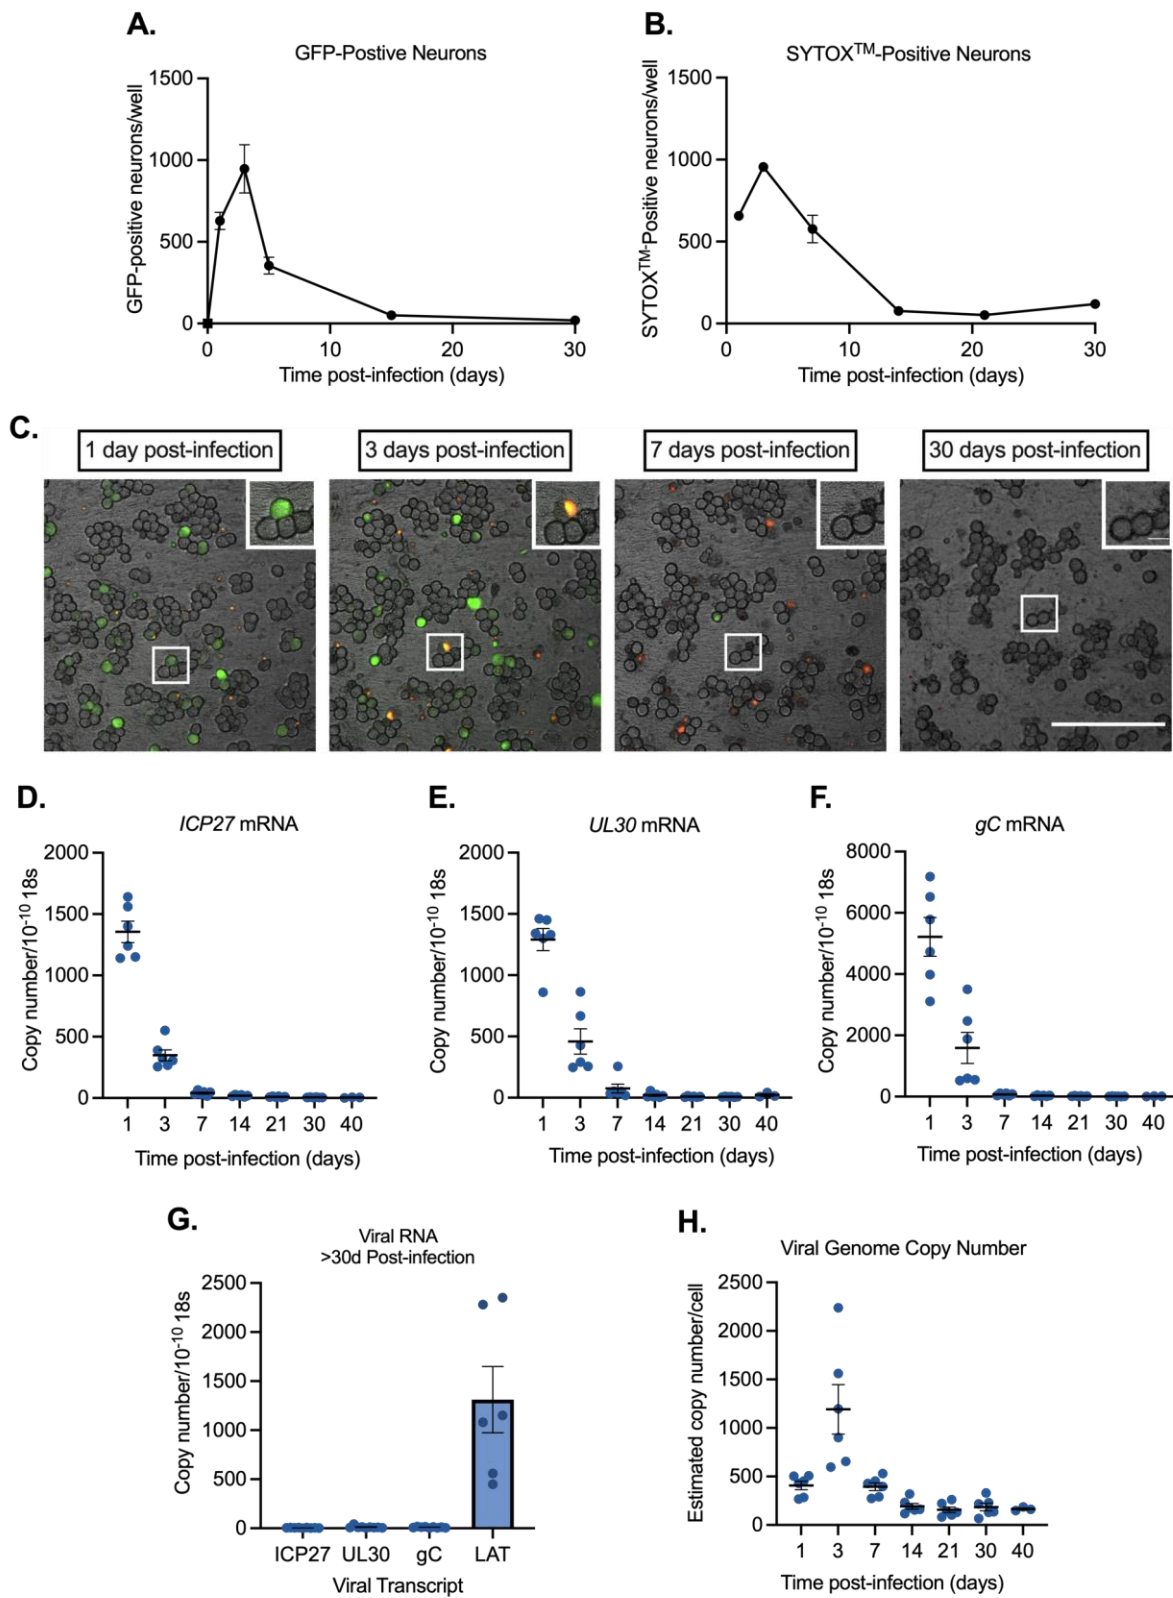 A.
GFP-Postive Neurons
GFP-positive neurons/well
1500
1000
500
0
0 10 20 30
Time post-infection (days)
B.
SYTOX™-Positive Neurons
SYTOX™-Positive neurons/well
1500
1000
500
0
0 10 20 30
Time post-infection (days)
C.
1 day post-infection
3 days post-infection
7 days post-infection
30 days post-infection
D.
ICP27 mRNA
Copy number/10⁻¹⁰ 18s
2000
1500
1000
500
0
1 3 7 14 21 30 40
Time post-infection (days)
E.
UL30 mRNA
Copy number/10⁻¹⁰ 18s
2000
1500
1000
500
0
1 3 7 14 21 30 40
Time post-infection (days)
F.
gC mRNA
Copy number/10⁻¹⁰ 18s
8000
6000
4000
2000
0
1 3 7 14 21 30 40
Time post-infection (days)
G.
Viral RNA
>30d Post-infection
Copy number/10⁻¹⁰ 18s
2500
2000
1500
1000
500
0
ICP27 UL30 gC LAT
Viral Transcript
H.
Viral Genome Copy Number
Estimated copy number/cell
2500
2000
1500
1000
500
0
1 3 7 14 21 30 40
Time post-infection (days)